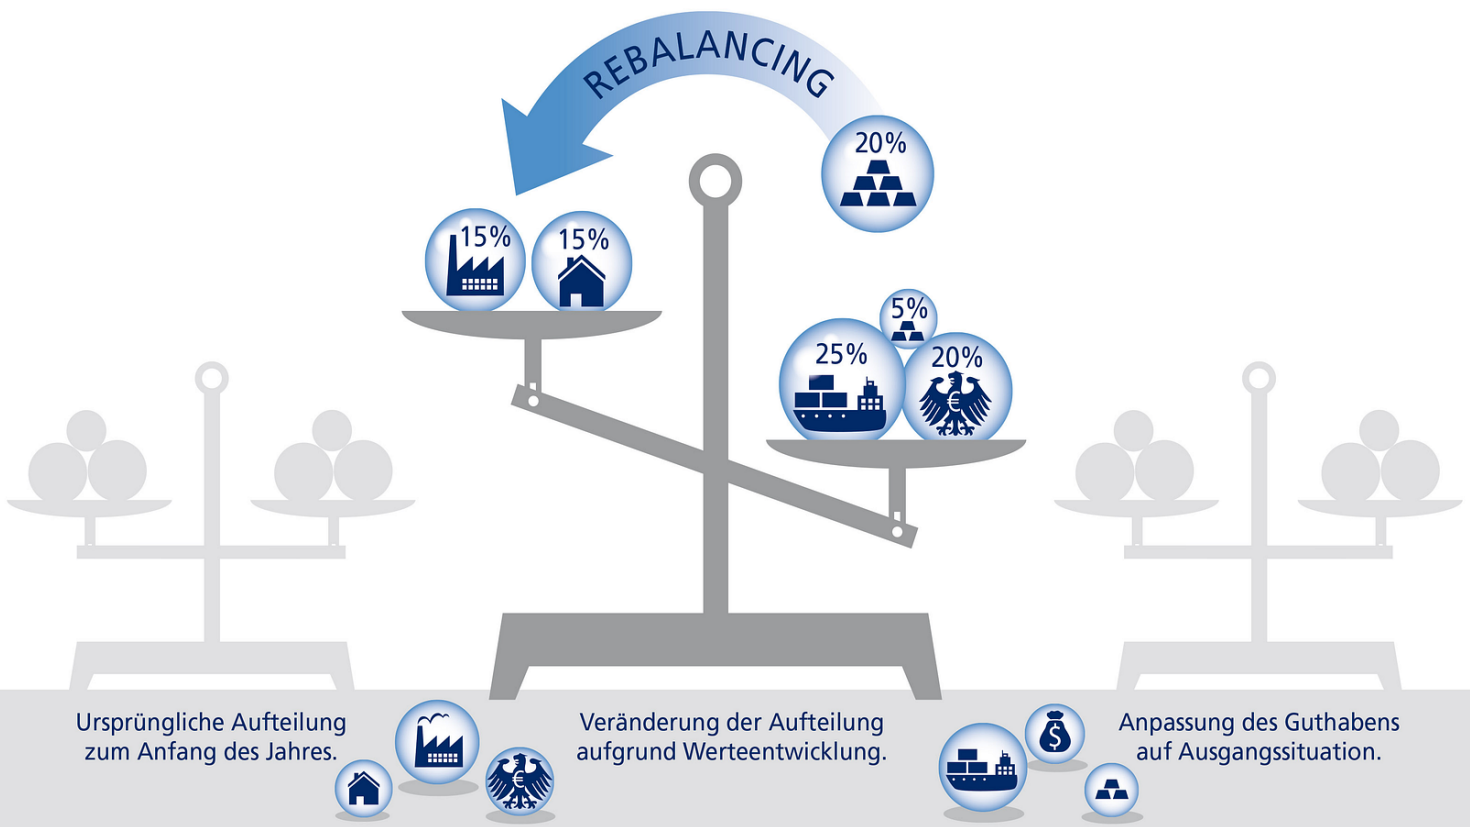 REBALANCING
20%
15%
15%
5%
25%
20%
€
Ursprüngliche Aufteilung
zum Anfang des Jahres.
€
Veränderung der Aufteilung
aufgrund Werteentwicklung.
$
Anpassung des Guthabens
auf Ausgangssituation.